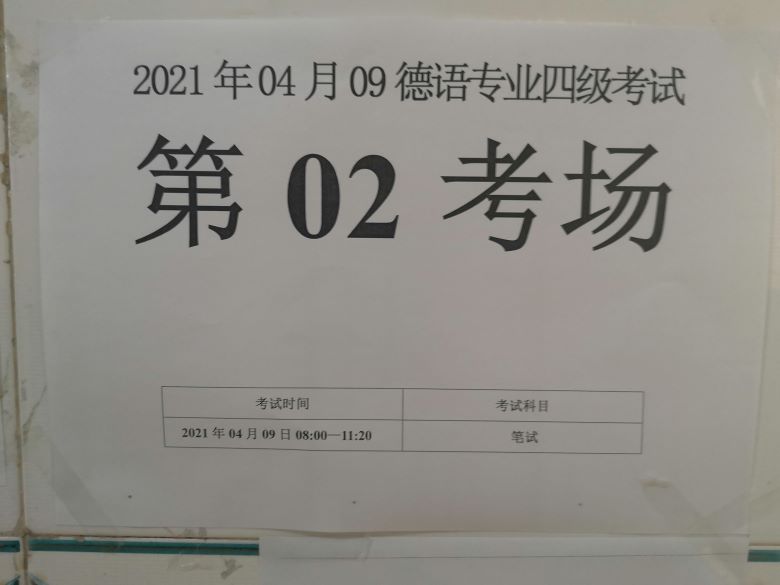 2021年04月09德语专业四级考试
第 02 考场
考试时间 考试科目
2021年04月09日08:00—11:20 笔试